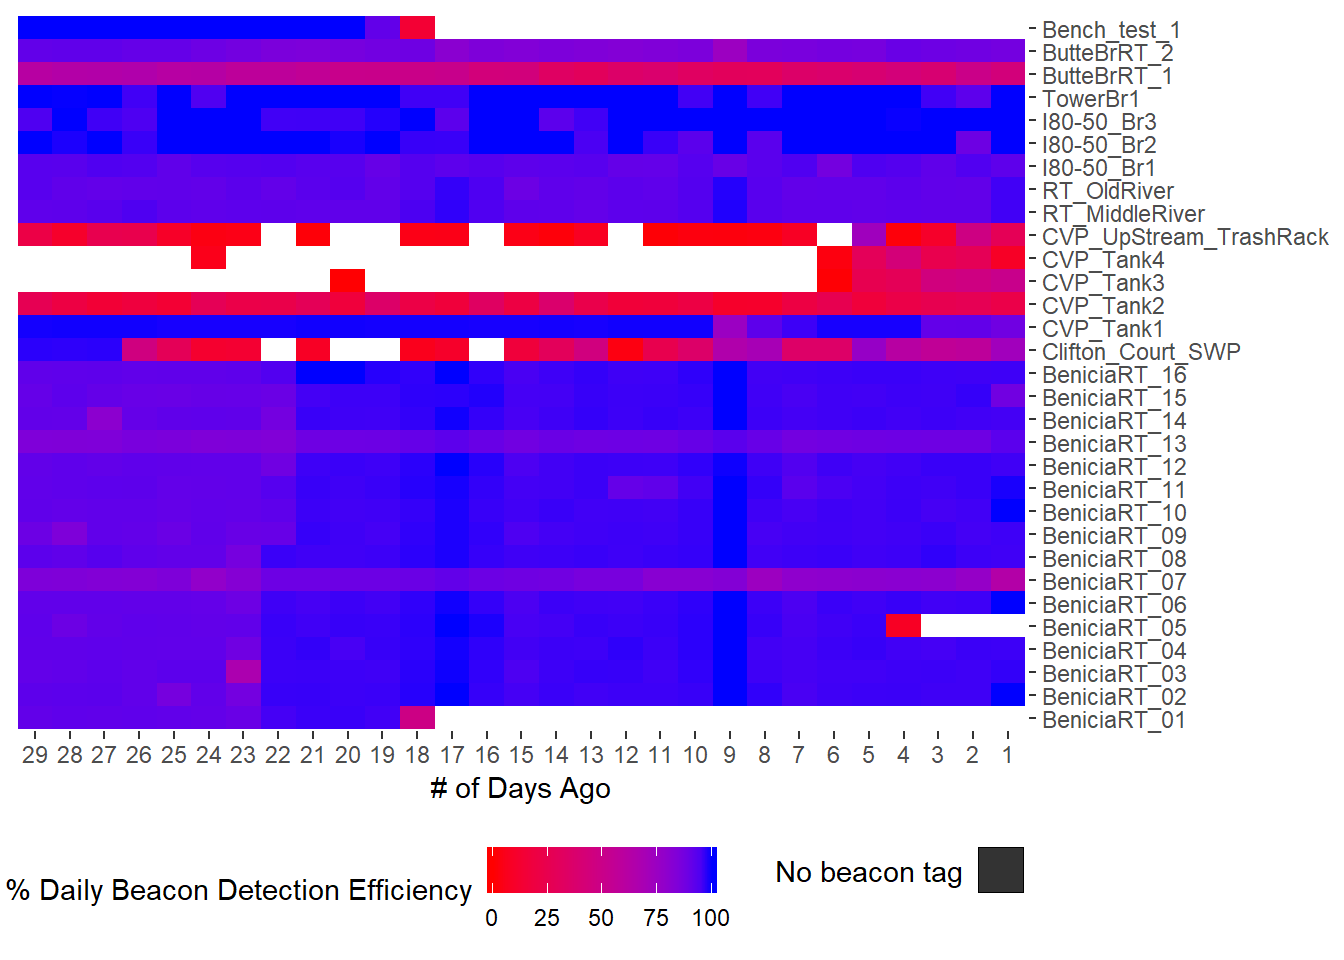 Bench_test_1
ButteBrRT_2
ButteBrRT_1
TowerBr1
I80-50_Br3
I80-50_Br2
I80-50_Br1
RT_OldRiver
RT_MiddleRiver
CVP_UpStream_TrashRack
CVP_Tank4
CVP_Tank3
CVP_Tank2
CVP_Tank1
Clifton_Court_SWP
BeniciaRT_16
BeniciaRT_15
BeniciaRT_14
BeniciaRT_13
BeniciaRT_12
BeniciaRT_11
BeniciaRT_10
BeniciaRT_09
BeniciaRT_08
BeniciaRT_07
BeniciaRT_06
BeniciaRT_05
BeniciaRT_04
BeniciaRT_03
BeniciaRT_02
BeniciaRT_01
29 28 27 26 25 24 23 22 21 20 19 18 17 16 15 14 13 12 11 10 9 8 7 6 5 4 3 2 1
# of Days Ago
% Daily Beacon Detection Efficiency
0 25 50 75 100
No beacon tag